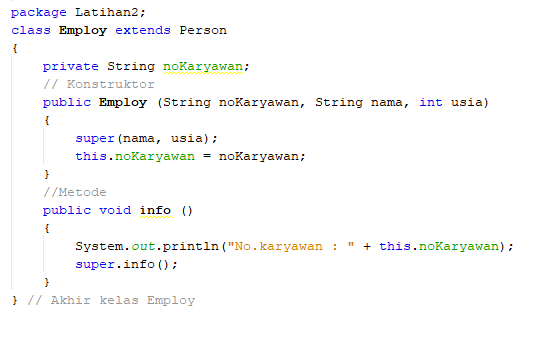 package Latihan2;
class Employ extends Person
{
    private String noKaryawan;
    // Konstruktor
    public Employ (String noKaryawan, String nama, int usia)
    {
        super(nama, usia);
        this.noKaryawan = noKaryawan;
    }
    //Metode
    public void info ()
    {
        System.out.println("No.karyawan : " + this.noKaryawan);
        super.info();
    }
} // Akhir kelas Employ